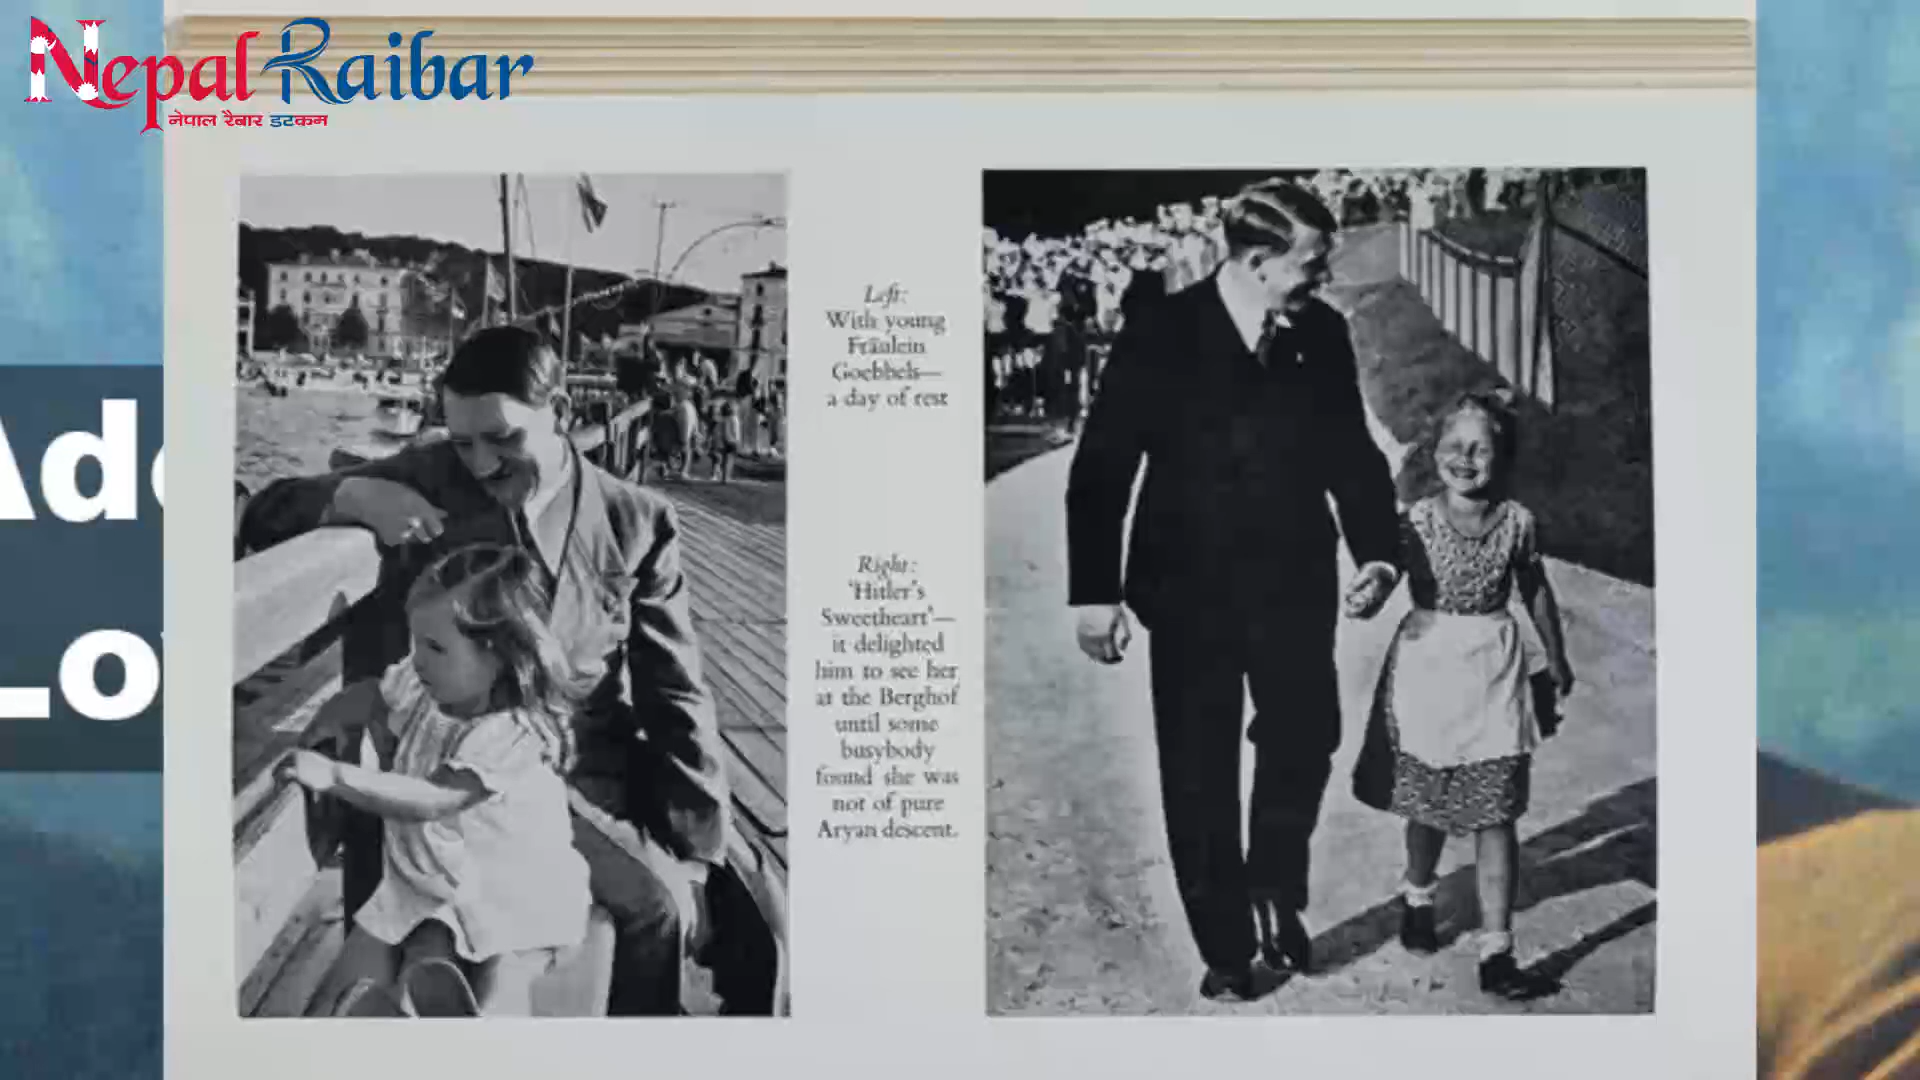 Nepal Raibar
नेपाल रैबार डटकम
Ad
Lo
Left:
With young
Fräulein
Goebbels—
a day of rest
Right:
'Hitler's
Sweetheart'—
it delighted
him to see her
at the Berghof
until some
busybody
found she was
not of pure
Aryan descent.